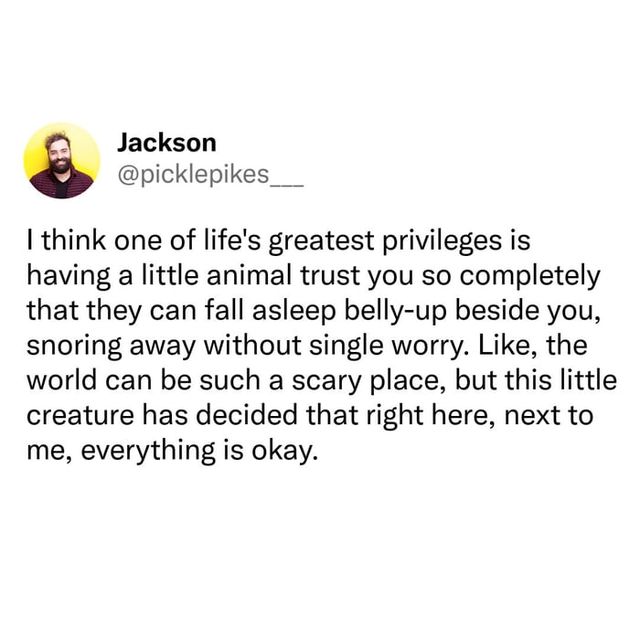 Jackson
@picklepikes___
I think one of life's greatest privileges is
having a little animal trust you so completely
that they can fall asleep belly-up beside you,
snoring away without single worry. Like, the
world can be such a scary place, but this little
creature has decided that right here, next to
me, everything is okay.